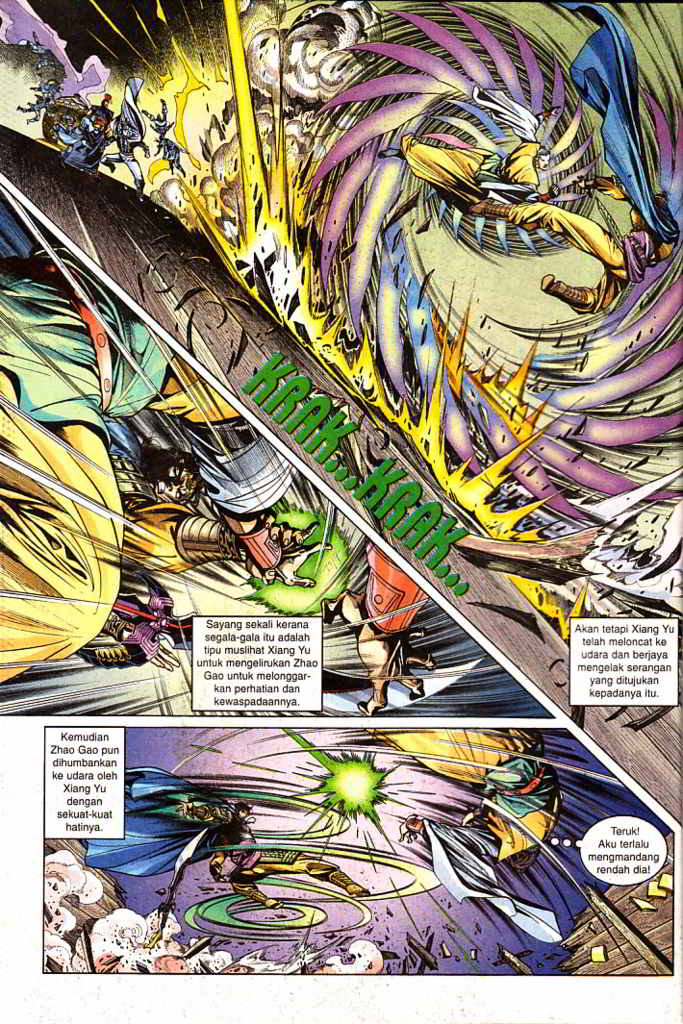 KRAK... KRAK...
Akan tetapi Xiang Yu
telah meloncat ke
udara dan berjaya
mengelak serangan
yang ditujukan
kepadanya itu.
Sayang sekali kerana
segala-gala itu adalah
tipu muslihat Xiang Yu
untuk mengelirukan Zhao
Gao untuk melonggar-
kan perhatian dan
kewaspadaannya.
Kemudian
Zhao Gao pun
dihumbankan
ke udara oleh
Xiang Yu
dengan
sekuat-kuat
hatinya.
Teruk!
Aku terlalu
mengmandang
rendah dia!